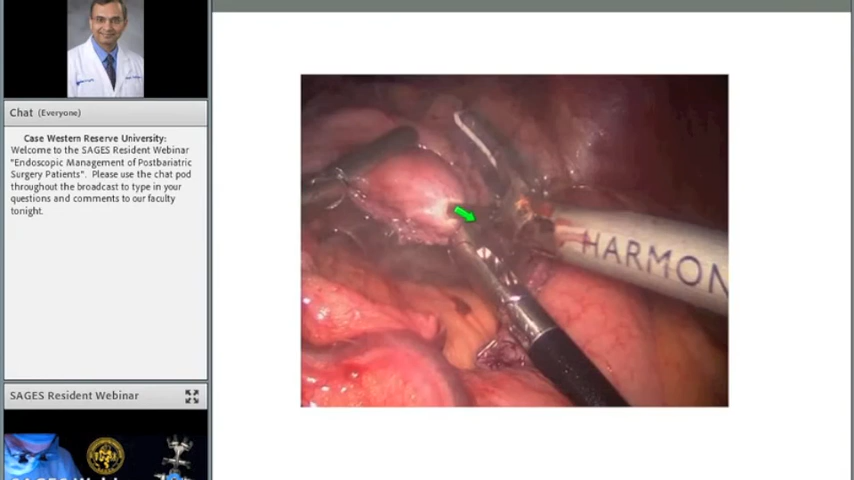 Chat (Everyone)
Case Western Reserve University:
Welcome to the SAGES Resident Webinar
"Endoscopic Management of Postbariatric
Surgery Patients". Please use the chat pod
throughout the broadcast to type in your
questions and comments to our faculty
tonight.
HARMON
SAGES Resident Webinar